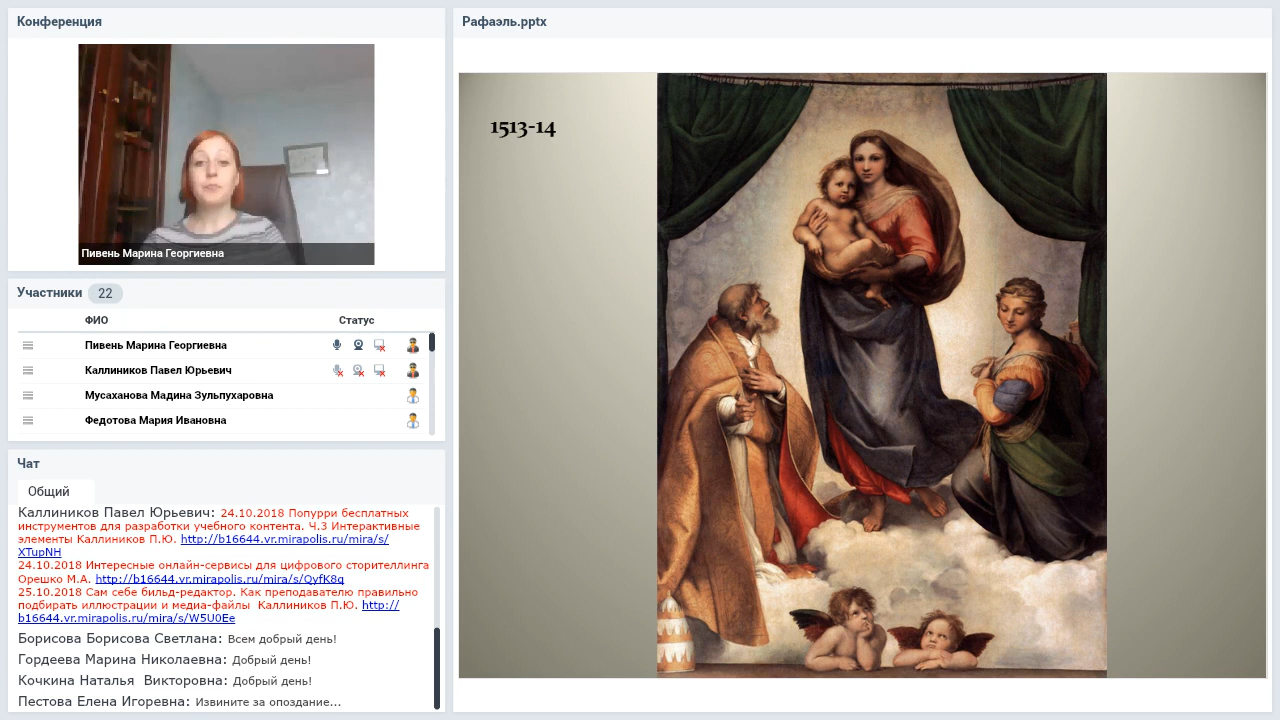 Конференция
Пивень Марина Георгиевна
Участники 22
ФИО Статус
Пивень Марина Георгиевна
Каллиников Павел Юрьевич
Мусаханова Мадина Зульпухаровна
Федотова Мария Ивановна
Чат
Общий
Каллиников Павел Юрьевич: 24.10.2018 Попурри бесплатных
инструментов для разработки учебного контента. Ч.3 Интерактивные
элементы Каллиников П.Ю. http://b16644.vr.mirapolis.ru/mira/s/
XTupNH
24.10.2018 Интересные онлайн-сервисы для цифрового сторителлинга
Орешко М.А. http://b16644.vr.mirapolis.ru/mira/s/QyfK8q
25.10.2018 Сам себе бильд-редактор. Как преподавателю правильно
подбирать иллюстрации и медиа-файлы Каллиников П.Ю. http://
b16644.vr.mirapolis.ru/mira/s/W5U0Ee
Борисова Борисова Светлана: Всем добрый день!
Гордеева Марина Николаевна: Добрый день!
Кочкина Наталья Викторовна: Добрый день!
Пестова Елена Игоревна: Извините за опоздание...
Рафаэль.pptx
1513-14